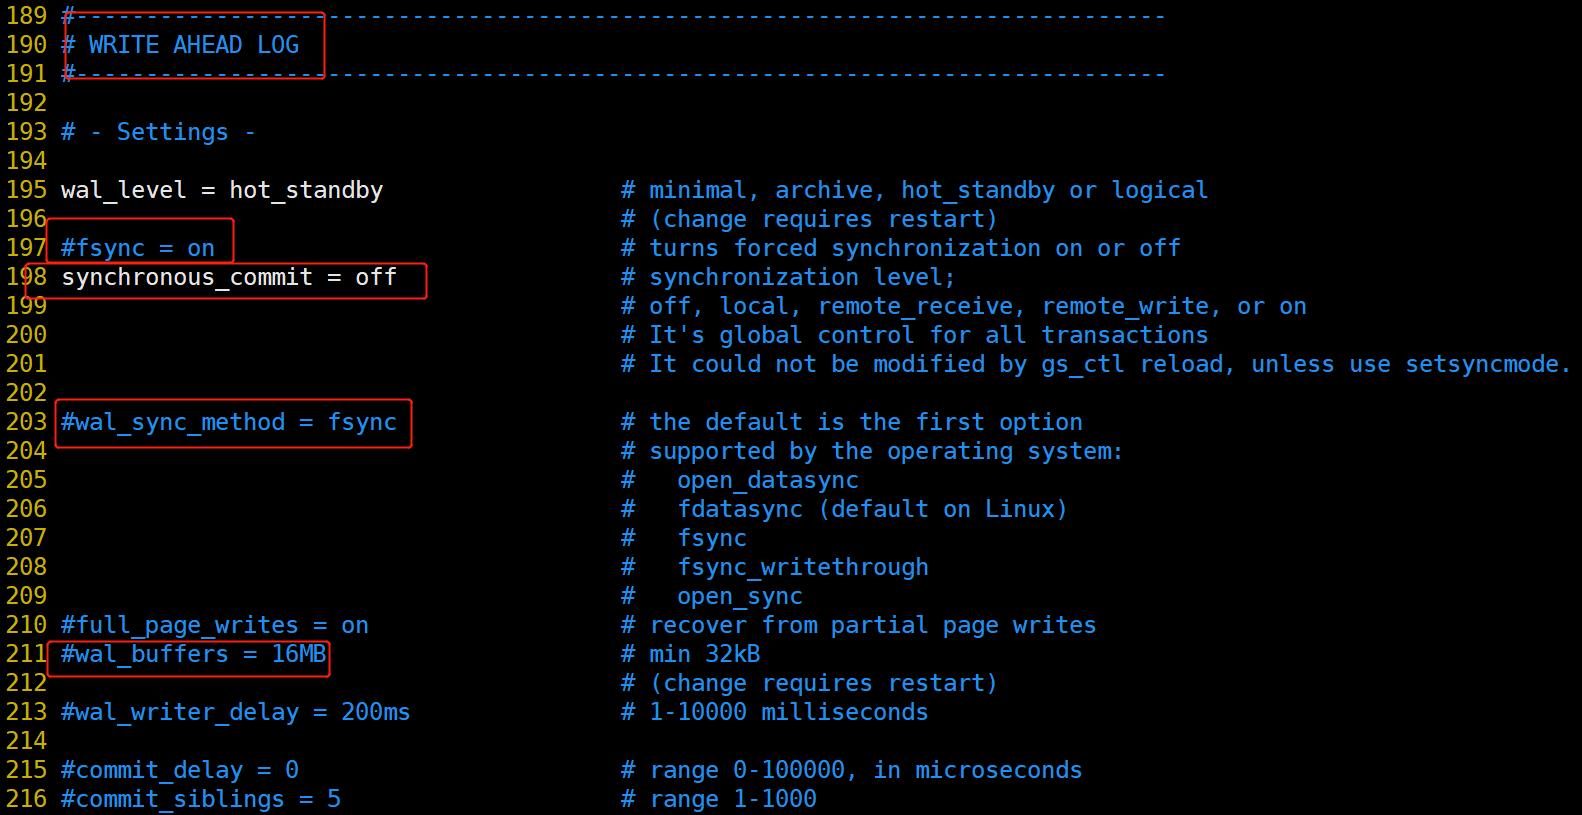 189 #------------------------------------------------------------------------------
190 # WRITE AHEAD LOG
191 #------------------------------------------------------------------------------
192
193 # - Settings -
194
195 wal_level = hot_standby                 # minimal, archive, hot_standby or logical
196                                         # (change requires restart)
197 #fsync = on                             # turns forced synchronization on or off
198 synchronous_commit = off                # synchronization level;
199                                         # off, local, remote_receive, remote_write, or on
200                                         # It's global control for all transactions
201                                         # It could not be modified by gs_ctl reload, unless use setsyncmode.
202
203 #wal_sync_method = fsync                # the default is the first option
204                                         # supported by the operating system:
205                                         #   open_datasync
206                                         #   fdatasync (default on Linux)
207                                         #   fsync
208                                         #   fsync_writethrough
209                                         #   open_sync
210 #full_page_writes = on                  # recover from partial page writes
211 #wal_buffers = 16MB                     # min 32kB
212                                         # (change requires restart)
213 #wal_writer_delay = 200ms               # 1-10000 milliseconds
214
215 #commit_delay = 0                       # range 0-100000, in microseconds
216 #commit_siblings = 5                    # range 1-1000